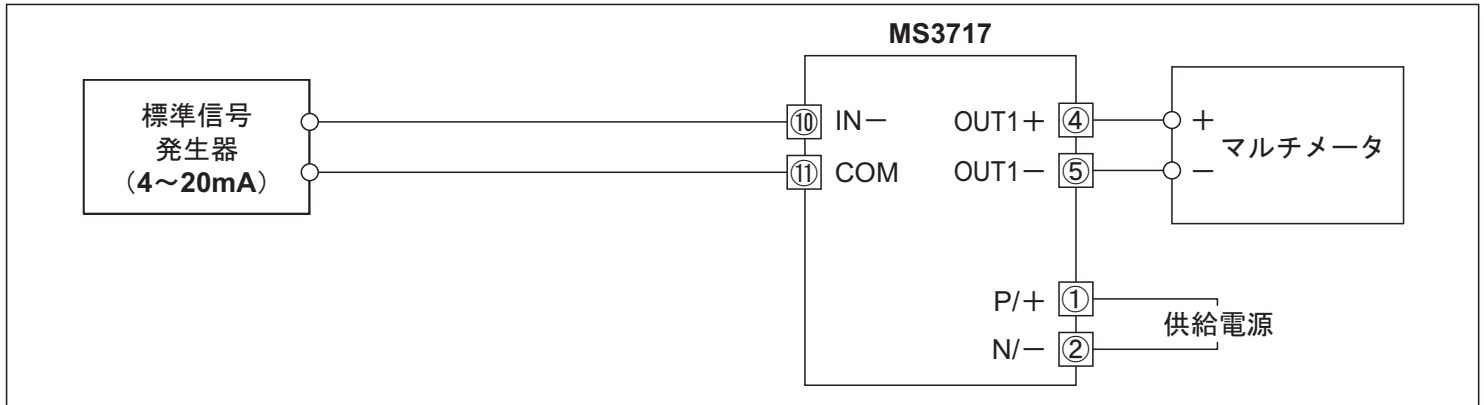 MS3717
標準信号
発生器
（4～20mA）
⑩ IN－
⑪ COM
OUT1＋ ④
OUT1－ ⑤
＋
－
マルチメータ
P/＋ ①
N/－ ②
供給電源